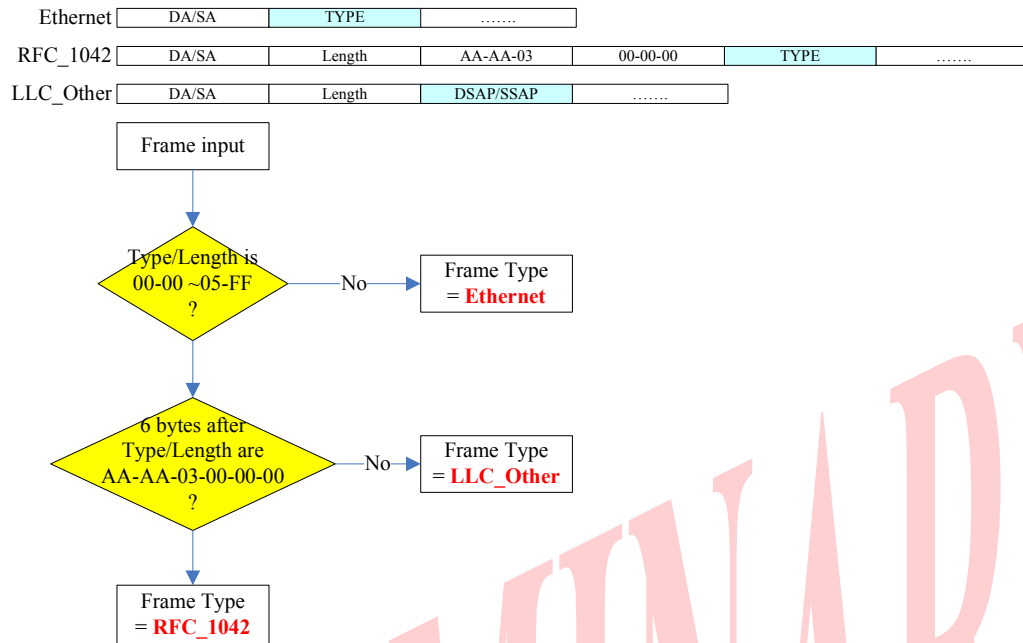 Ethernet DA/SA TYPE …….
RFC_1042 DA/SA Length AA-AA-03 00-00-00 TYPE …….
LLC_Other DA/SA Length DSAP/SSAP …….
Frame input
Type/Length is
00-00 ~05-FF
?
No
Frame Type
= Ethernet
6 bytes after
Type/Length are
AA-AA-03-00-00-00
?
No
Frame Type
= LLC_Other
Frame Type
= RFC_1042